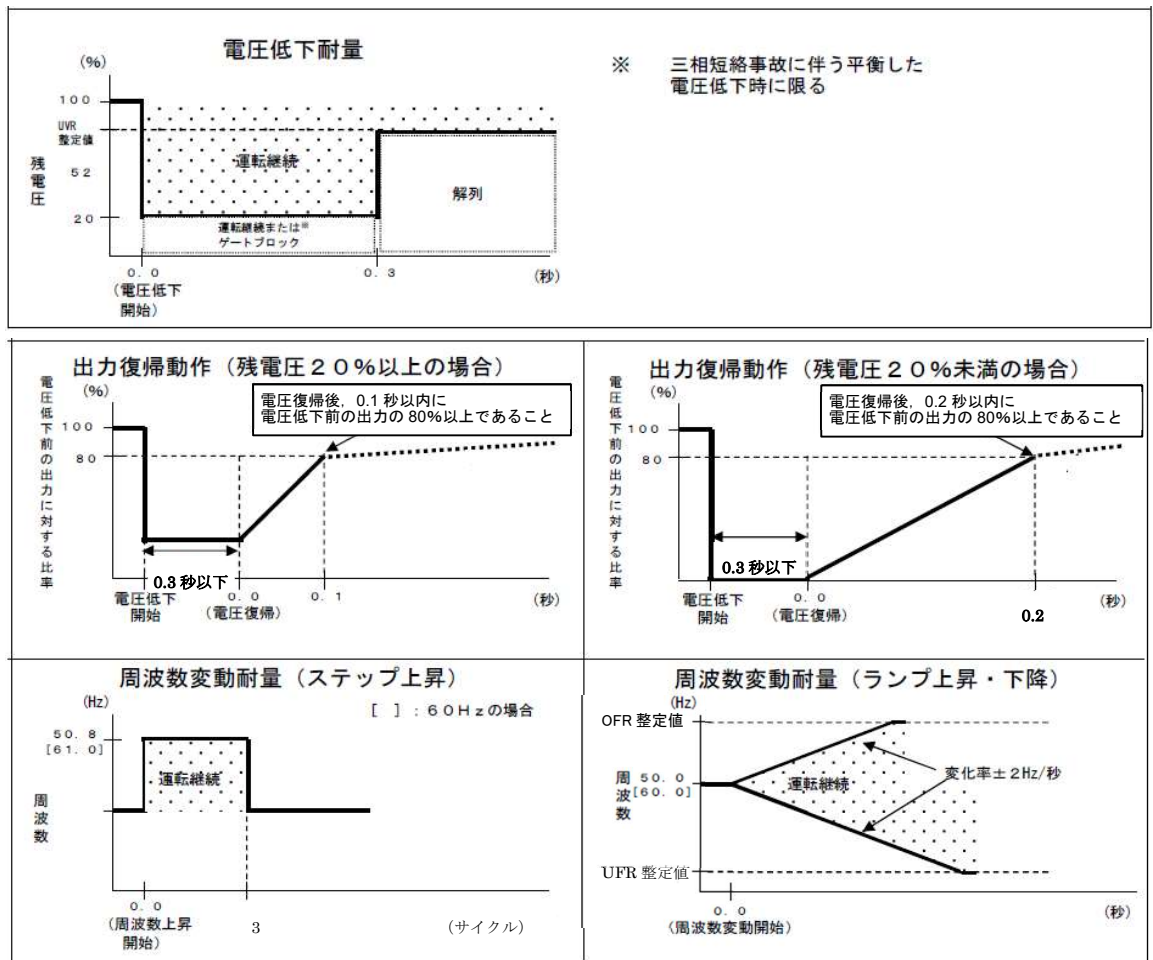 電圧低下耐量
(%)
１００
UVR
整定値
５２
２０
残電圧
運転継続
運転継続または※
ゲートブロック
解列
０．０
(電圧低下
開始)
０．３
(秒)
※ 三相短絡事故に伴う平衡した
電圧低下時に限る
出力復帰動作（残電圧２０％以上の場合）
(%)
電圧低下前の出力に対する比率
電圧復帰後，0.1 秒以内に
電圧低下前の出力の 80%以上であること
１００
８０
0.3 秒以下
電圧低下
開始
０．０
(電圧復帰)
０．１
(秒)
出力復帰動作（残電圧２０％未満の場合）
(%)
電圧低下前の出力に対する比率
電圧復帰後，0.2 秒以内に
電圧低下前の出力の 80%以上であること
１００
８０
0.3 秒以下
電圧低下
開始
０．０
(電圧復帰)
0.2
(秒)
周波数変動耐量（ステップ上昇）
(Hz)
［ ］：６０Ｈｚの場合
５０．８
[６１．０]
運転継続
周波数
０．０
(周波数上昇
開始)
3
(サイクル)
周波数変動耐量（ランプ上昇・下降）
(Hz)
OFR 整定値
周波数
５０．０
[６０．０]
運転継続
変化率±２Hz/秒
UFR 整定値
０．０
(周波数変動開始)
(秒)